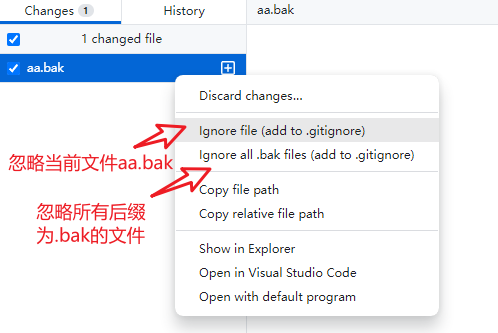 Changes 1
History
aa.bak
1 changed file
aa.bak
Discard changes...
Ignore file (add to .gitignore)
Ignore all .bak files (add to .gitignore)
Copy file path
Copy relative file path
Show in Explorer
Open in Visual Studio Code
Open with default program
忽略当前文件aa.bak
忽略所有后缀
为.bak的文件